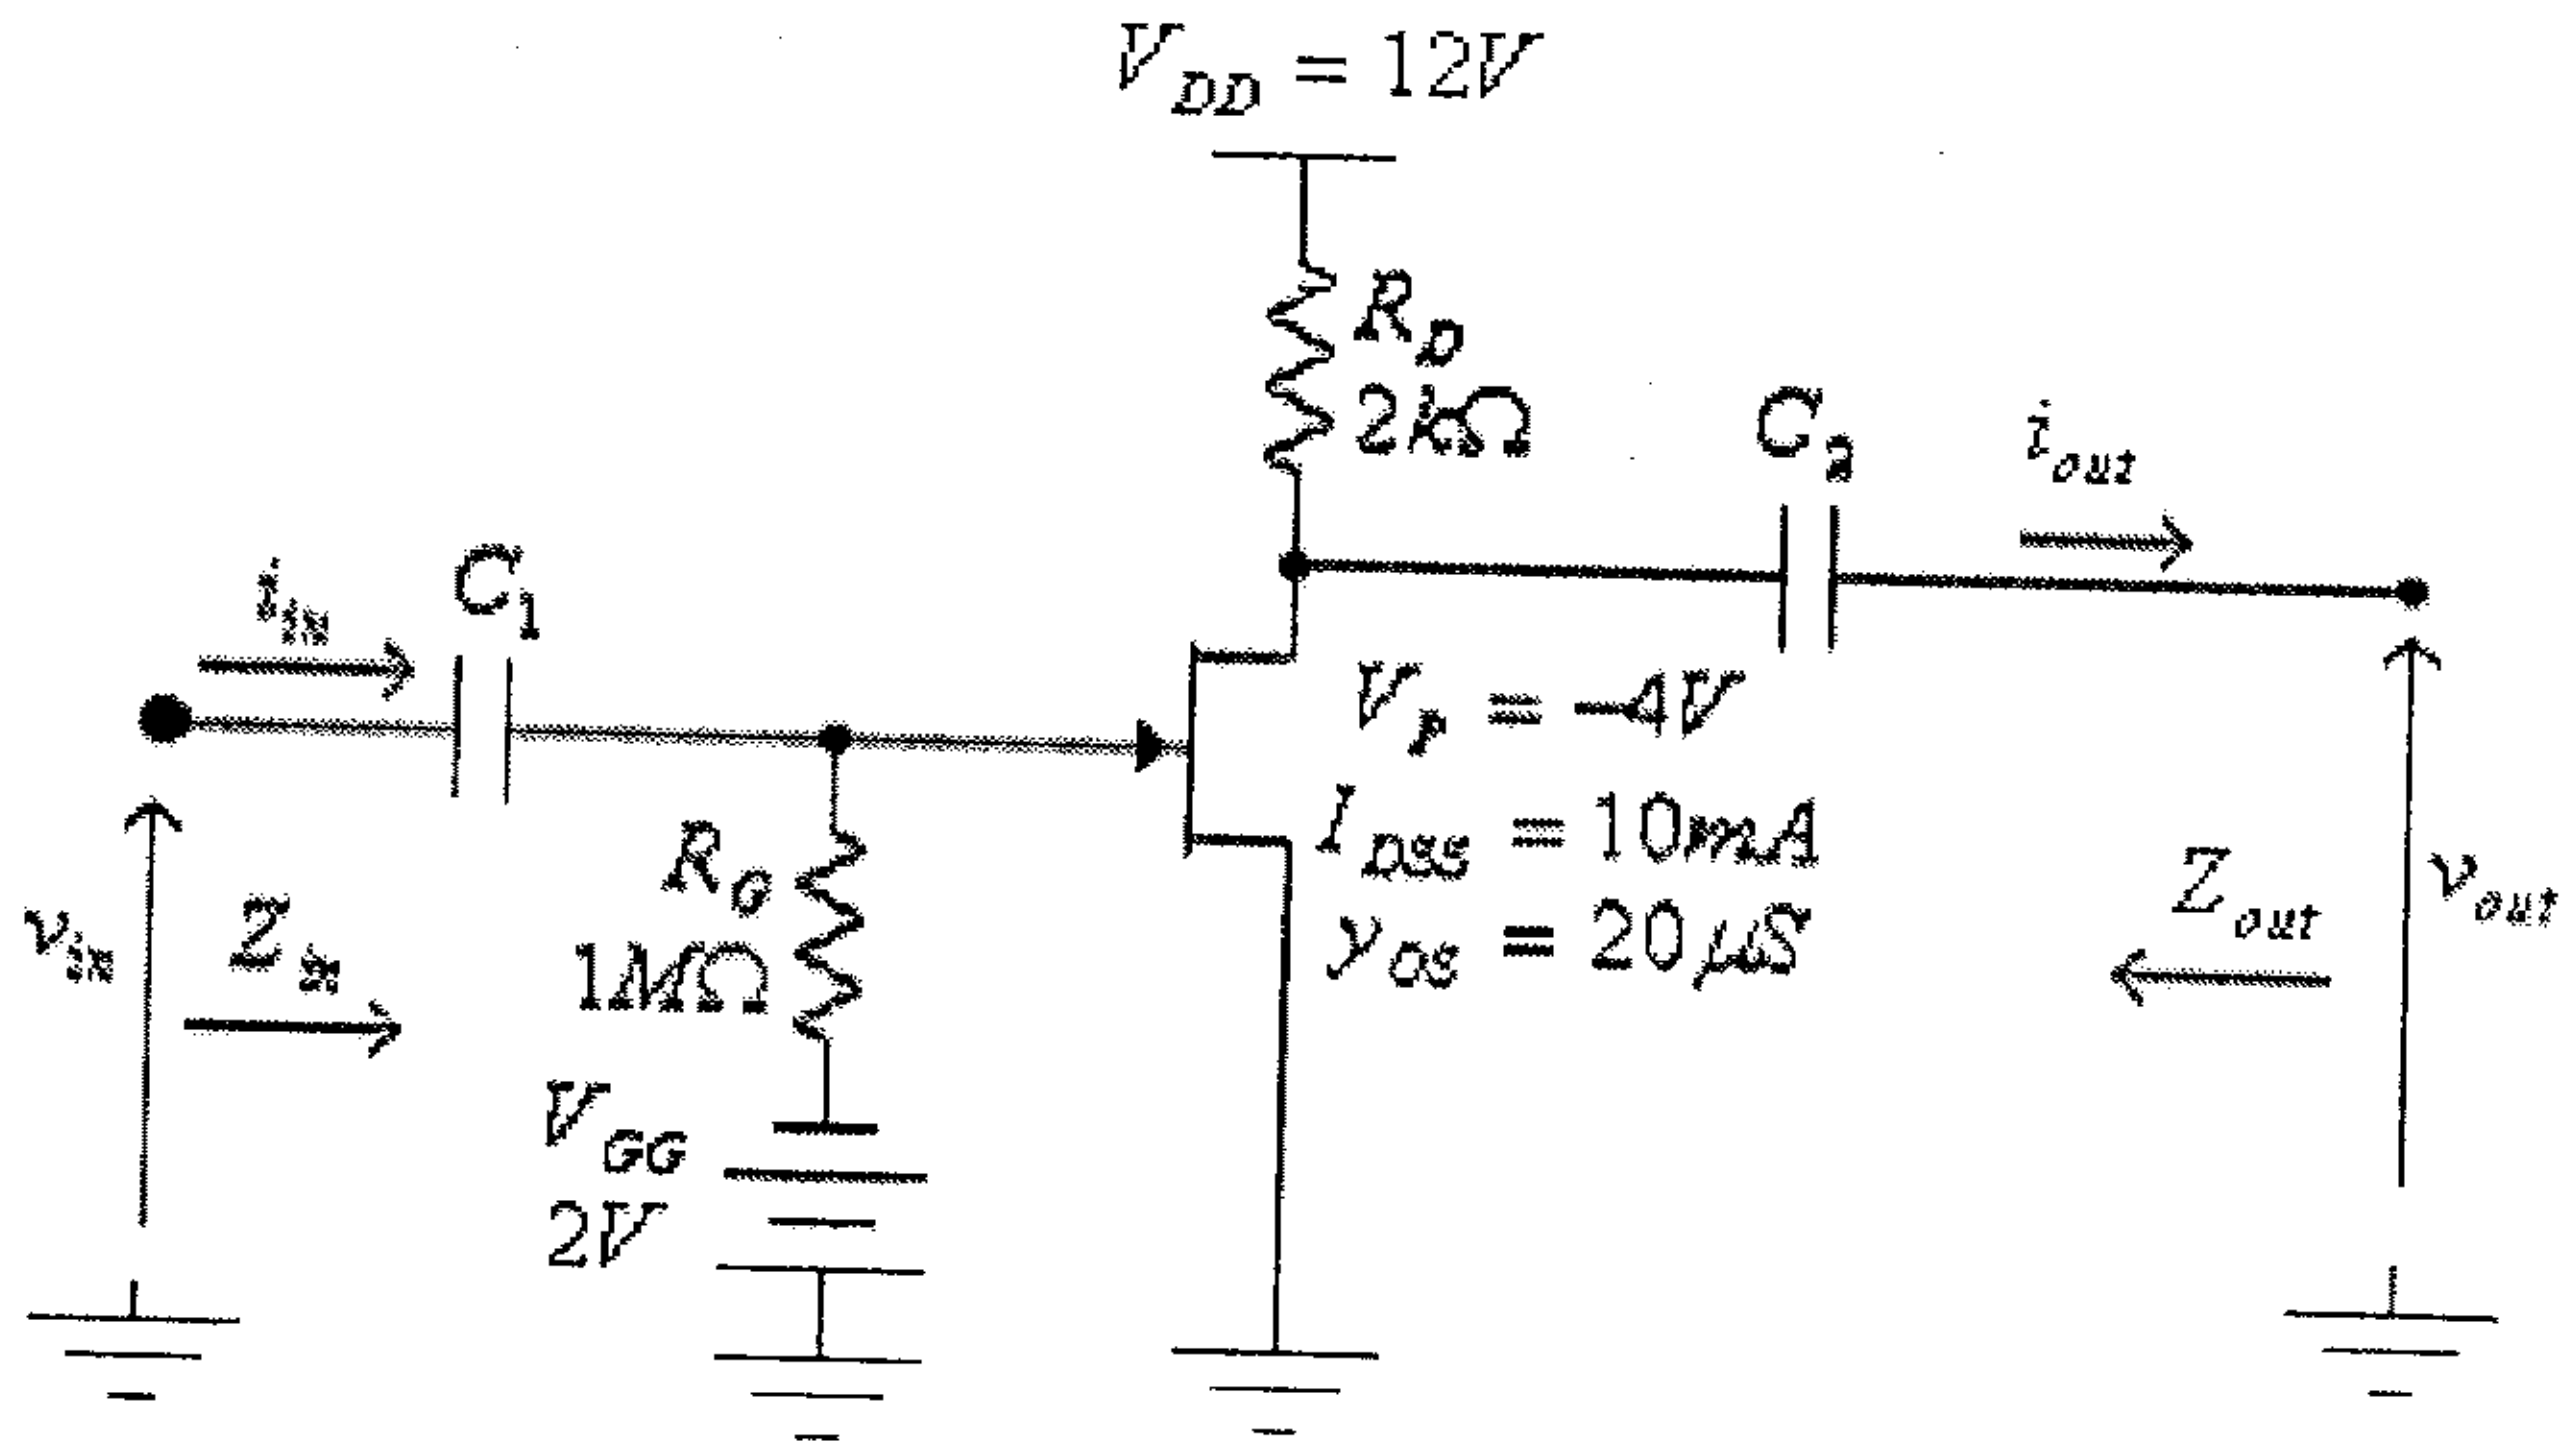 V_DD = 12V
R_D
2kΩ
C_2
i_out
i_in
C_1
V_P = -4V
I_DSS = 10mA
y_OS = 20μS
R_G
1MΩ
v_in
Z_in
Z_out
v_out
V_GG
2V